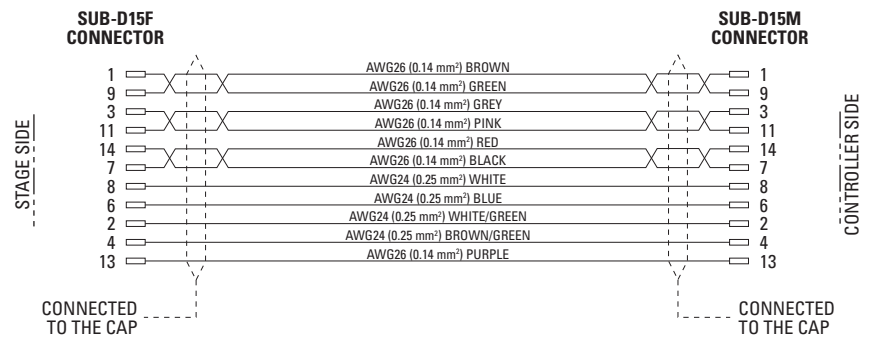 SUB-D15F
CONNECTOR
SUB-D15M
CONNECTOR
STAGE SIDE
CONTROLLER SIDE
1 AWG26 (0.14 mm²) BROWN 1
9 AWG26 (0.14 mm²) GREEN 9
3 AWG26 (0.14 mm²) GREY 3
11 AWG26 (0.14 mm²) PINK 11
14 AWG26 (0.14 mm²) RED 14
7 AWG26 (0.14 mm²) BLACK 7
8 AWG24 (0.25 mm²) WHITE 8
6 AWG24 (0.25 mm²) BLUE 6
2 AWG24 (0.25 mm²) WHITE/GREEN 2
4 AWG24 (0.25 mm²) BROWN/GREEN 4
13 AWG26 (0.14 mm²) PURPLE 13
CONNECTED
TO THE CAP
CONNECTED
TO THE CAP